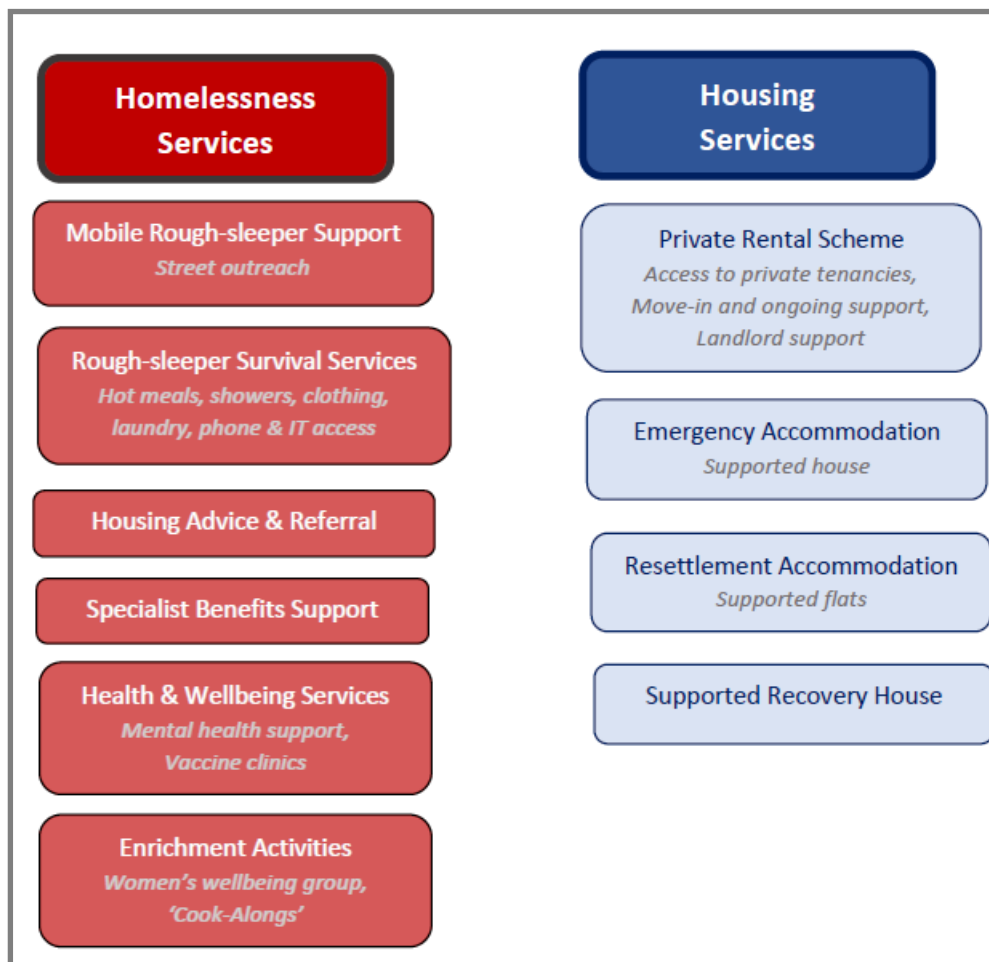 Homelessness
Services
Mobile Rough-sleeper Support
Street outreach
Rough-sleeper Survival Services
Hot meals, showers, clothing,
laundry, phone & IT access
Housing Advice & Referral
Specialist Benefits Support
Health & Wellbeing Services
Mental health support,
Vaccine clinics
Enrichment Activities
Women’s wellbeing group,
‘Cook-Alongs’
Housing
Services
Private Rental Scheme
Access to private tenancies,
Move-in and ongoing support,
Landlord support
Emergency Accommodation
Supported house
Resettlement Accommodation
Supported flats
Supported Recovery House